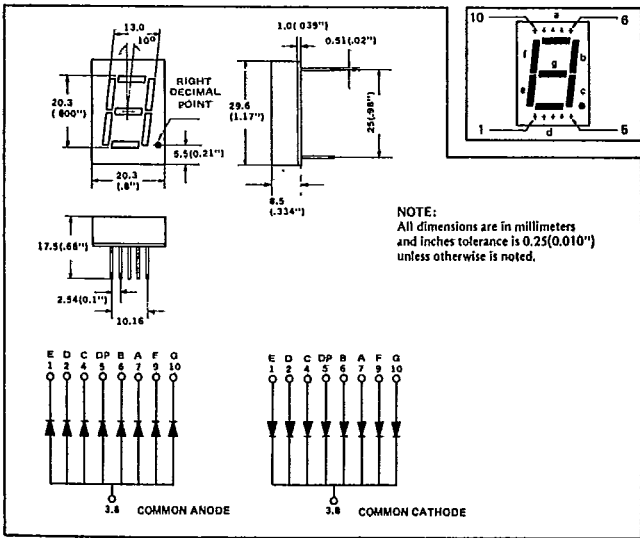 13.0
10°
20.3
(.800")
RIGHT
DECIMAL
POINT
5.5(0.21")
20.3
(.8")
1.0(.039")
0.51(.02")
29.6
(1.17")
25(.98")
8.5
(.334")
10
a
6
f
b
g
e
c
1
d
5
NOTE:
All dimensions are in millimeters
and inches tolerance is 0.25(0.010")
unless otherwise is noted.
17.5(.68")
2.54(0.1")
10.16
E D C DP B A F G
1 2 4 5 6 7 9 10
3.8 COMMON ANODE
E D C DP B A F G
1 2 4 5 6 7 9 10
3.8 COMMON CATHODE